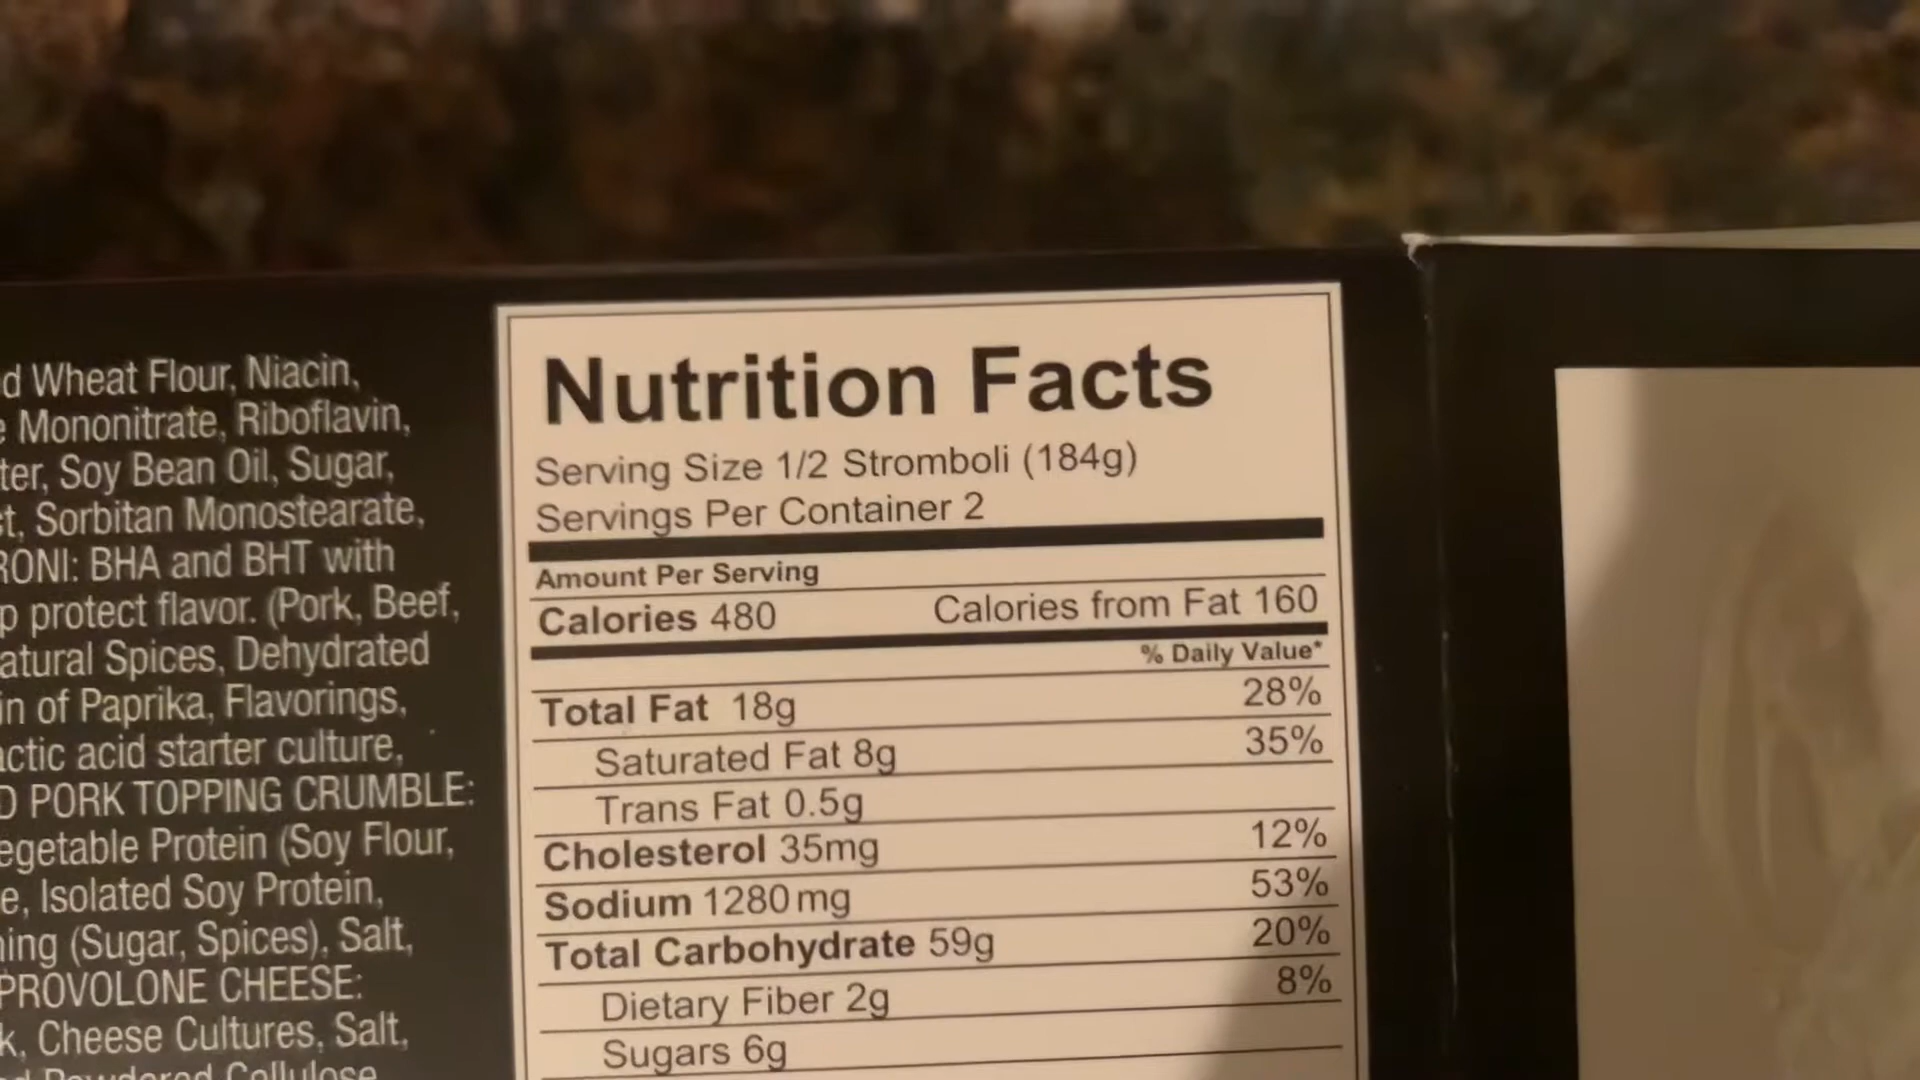 d Wheat Flour, Niacin,
Mononitrate, Riboflavin,
ter, Soy Bean Oil, Sugar,
t, Sorbitan Monostearate,
RONI: BHA and BHT with
p protect flavor. (Pork, Beef,
atural Spices, Dehydrated
in of Paprika, Flavorings,
actic acid starter culture,
D PORK TOPPING CRUMBLE:
egetable Protein (Soy Flour,
e, Isolated Soy Protein,
ning (Sugar, Spices), Salt,
PROVOLONE CHEESE:
k, Cheese Cultures, Salt,
d Powdered Cellulose
Nutrition Facts
Serving Size 1/2 Stromboli (184g)
Servings Per Container 2
Amount Per Serving
Calories 480 Calories from Fat 160
% Daily Value*
Total Fat 18g 28%
Saturated Fat 8g 35%
Trans Fat 0.5g
Cholesterol 35mg 12%
Sodium 1280mg 53%
Total Carbohydrate 59g 20%
Dietary Fiber 2g 8%
Sugars 6g